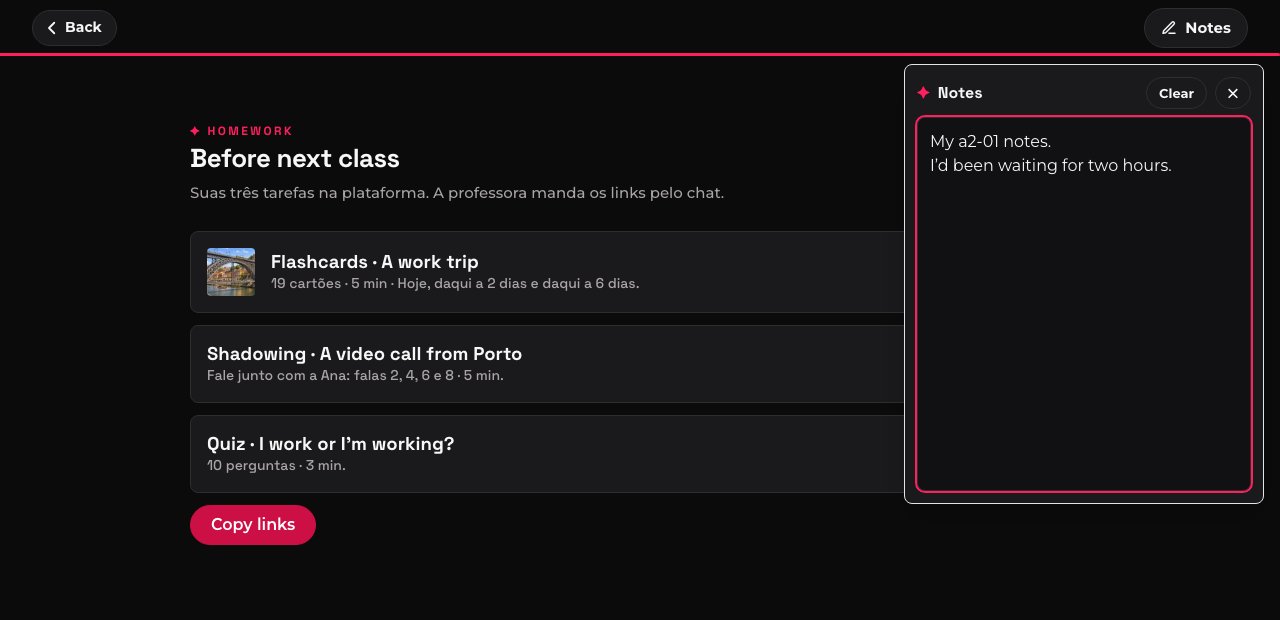 Back
Notes
HOMEWORK
Before next class
Suas três tarefas na plataforma. A professora manda os links pelo chat.
Flashcards · A work trip
19 cartões · 5 min · Hoje, daqui a 2 dias e daqui a 6 dias.
Shadowing · A video call from Porto
Fale junto com a Ana: falas 2, 4, 6 e 8 · 5 min.
Quiz · I work or I'm working?
10 perguntas · 3 min.
Copy links
Notes
Clear
My a2-01 notes.
I'd been waiting for two hours.